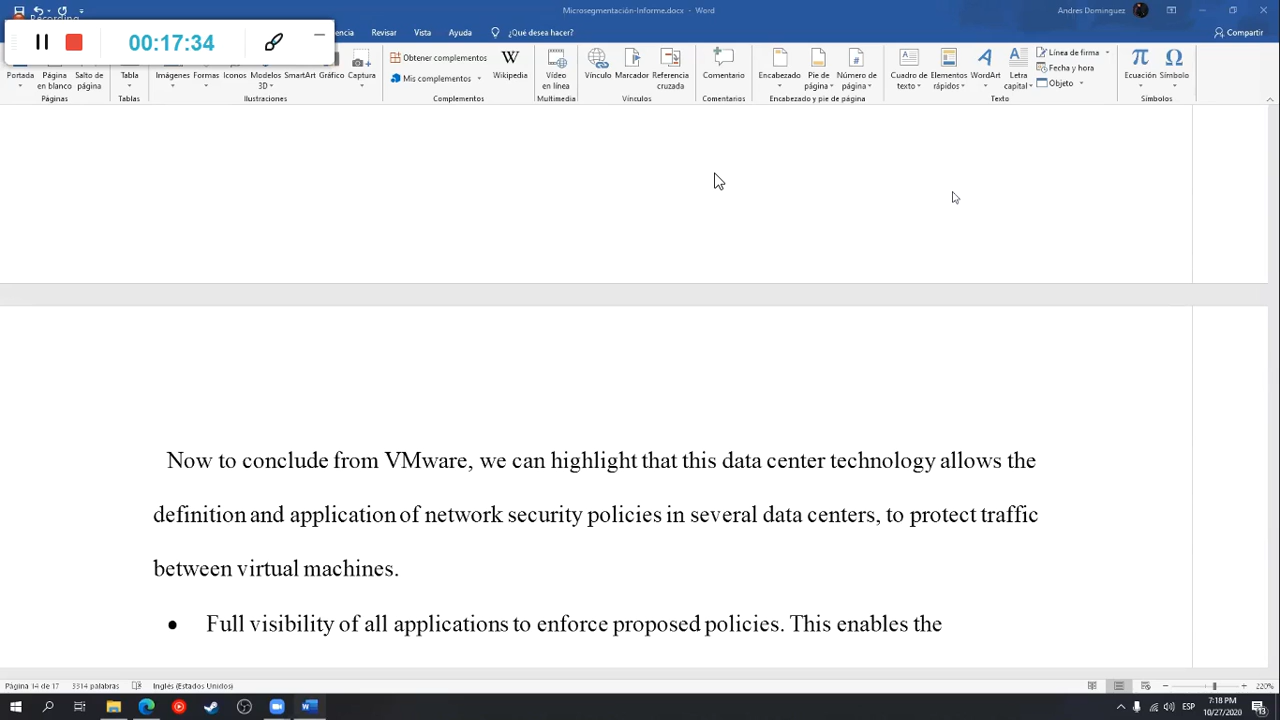 Microsegmentación-Informe.docx - Word
Andres Dominguez
00:17:34
Revisar Vista Ayuda ¿Qué desea hacer? Compartir
Portada Página en blanco Salto de página
Páginas
Tabla
Tablas
Imágenes Formas Iconos Modelos 3D SmartArt Gráfico Captura
Ilustraciones
Obtener complementos
Mis complementos
W Wikipedia
Complementos
Vídeo en línea
Multimedia
Vínculo Marcador Referencia cruzada
Vínculos
Comentario
Comentarios
Encabezado Pie de página Número de página
Encabezado y pie de página
Cuadro de texto Elementos rápidos WordArt Letra capital
Línea de firma
Fecha y hora
Objeto
Texto
Ecuación Símbolo
Símbolos
Now to conclude from VMware, we can highlight that this data center technology allows the
definition and application of network security policies in several data centers, to protect traffic
between virtual machines.
• Full visibility of all applications to enforce proposed policies. This enables the
Página 14 de 17 3314 palabras Inglés (Estados Unidos) 220%
ESP
7:18 PM
10/27/2020